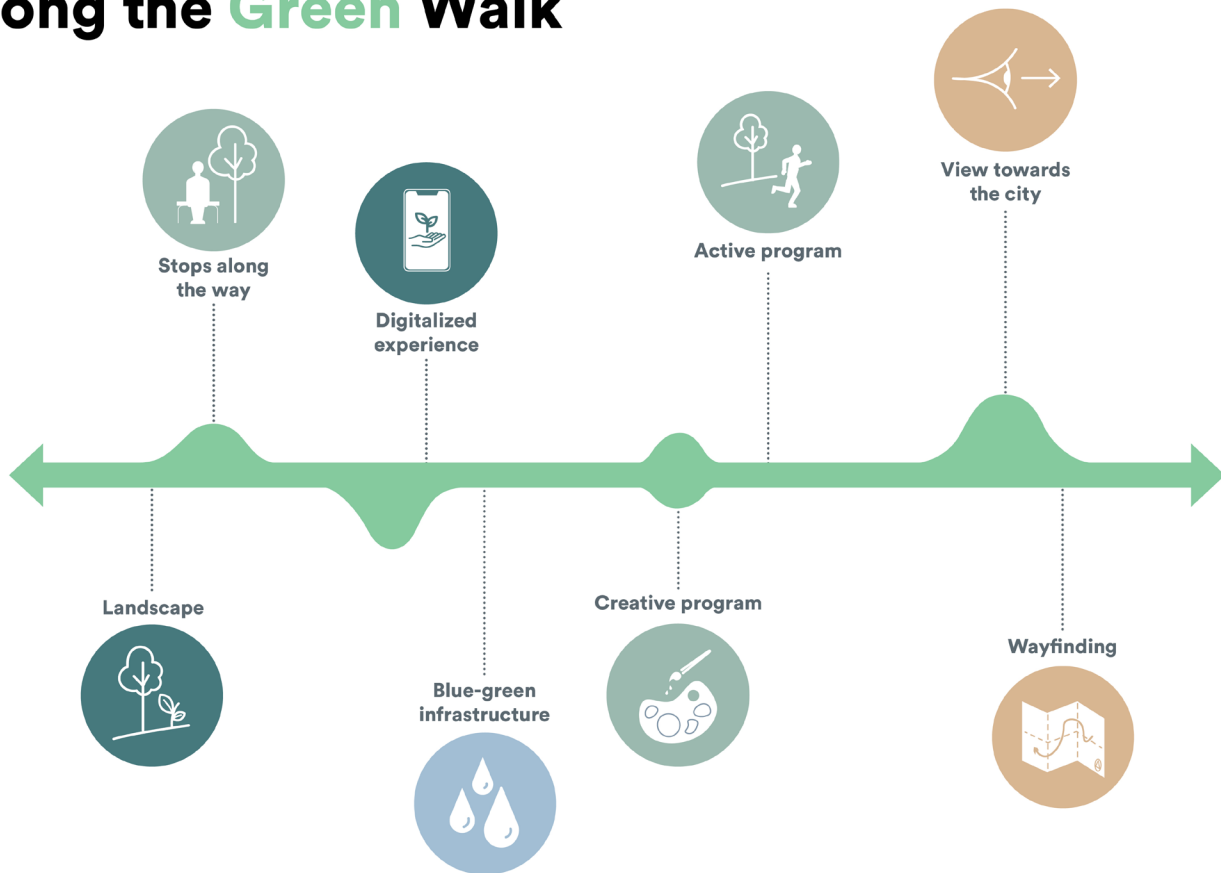 ong the Green Walk
View towards
the city
Active program
Stops along
the way
Digitalized
experience
Landscape
Creative program
Wayfinding
Blue-green
infrastructure